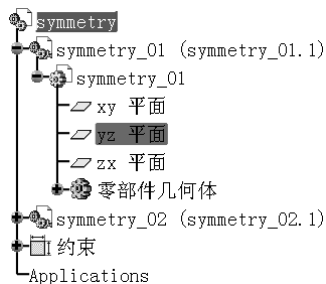 symmetry
symmetry_01 (symmetry_01.1)
symmetry_01
xy 平面
yz 平面
zx 平面
零部件几何体
symmetry_02 (symmetry_02.1)
约束
Applications